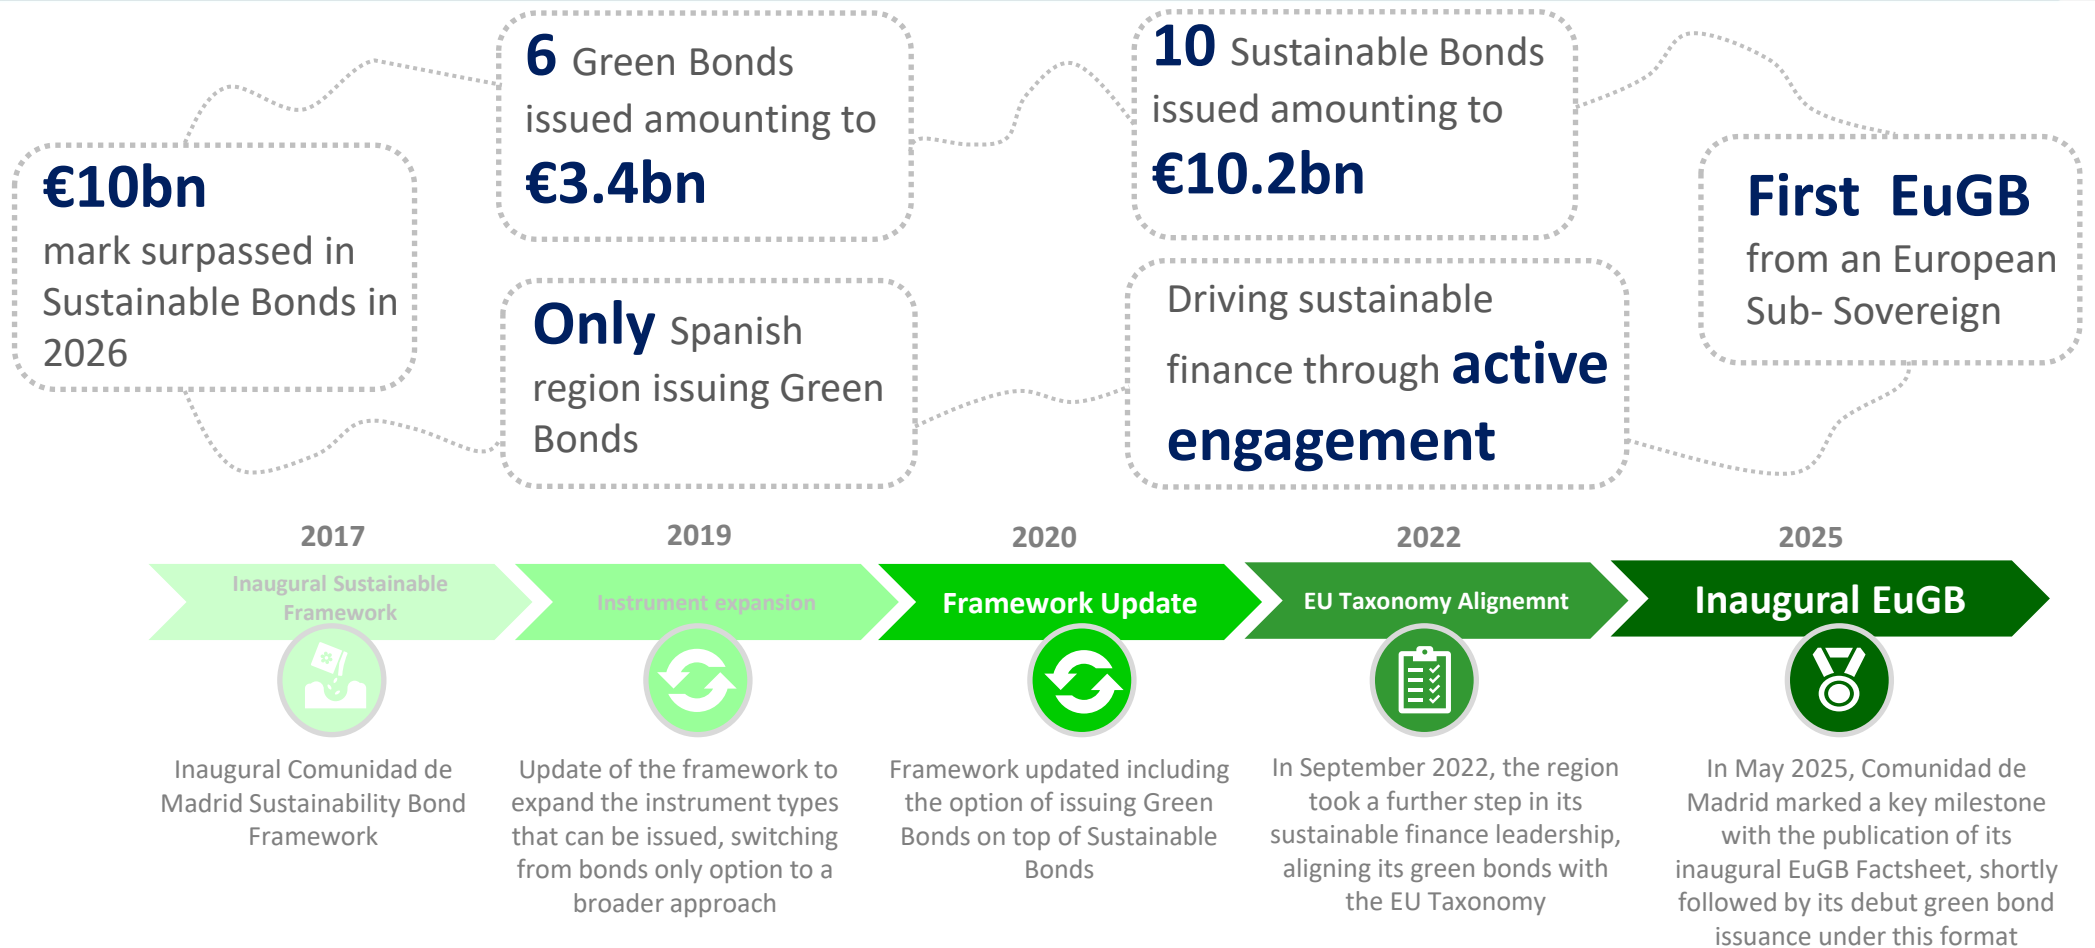 €10bn
mark surpassed in
Sustainable Bonds in
2026
6 Green Bonds
issued amounting to
€3.4bn
Only Spanish
region issuing Green
Bonds
10 Sustainable Bonds
issued amounting to
€10.2bn
Driving sustainable
finance through active
engagement
First EuGB
from an European
Sub- Sovereign
2017
Inaugural Sustainable
Framework
Inaugural Comunidad de
Madrid Sustainability Bond
Framework
2019
Instrument expansion
Update of the framework to
expand the instrument types
that can be issued, switching
from bonds only option to a
broader approach
2020
Framework Update
Framework updated including
the option of issuing Green
Bonds on top of Sustainable
Bonds
2022
EU Taxonomy Alignemnt
In September 2022, the region
took a further step in its
sustainable finance leadership,
aligning its green bonds with
the EU Taxonomy
2025
Inaugural EuGB
In May 2025, Comunidad de
Madrid marked a key milestone
with the publication of its
inaugural EuGB Factsheet, shortly
followed by its debut green bond
issuance under this format